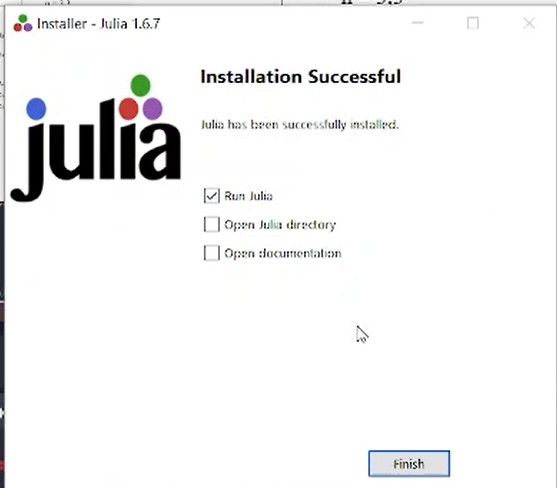 Installer - Julia 1.6.7
julia
Installation Successful
Julia has been successfully installed.
Run Julia
Open Julia directory
Open documentation
Finish